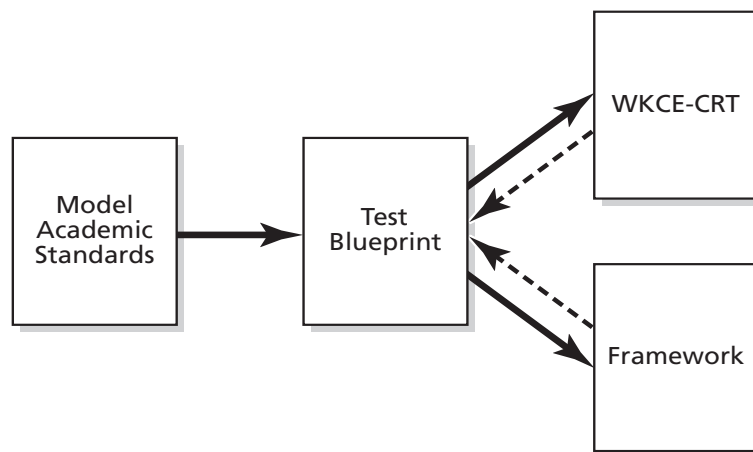 Model
Academic
Standards
Test
Blueprint
WKCE-CRT
Framework